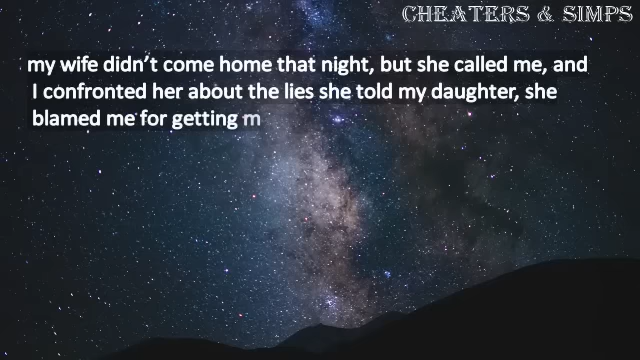 CHEATERS & SIMPS
my wife didn't come home that night, but she called me, and
I confronted her about the lies she told my daughter, she
blamed me for getting m